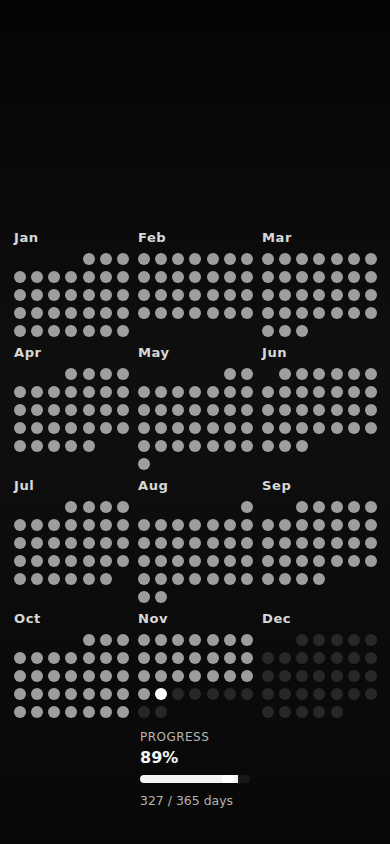 Jan Feb Mar
Apr May Jun
Jul Aug Sep
Oct Nov Dec
PROGRESS
89%
327 / 365 days